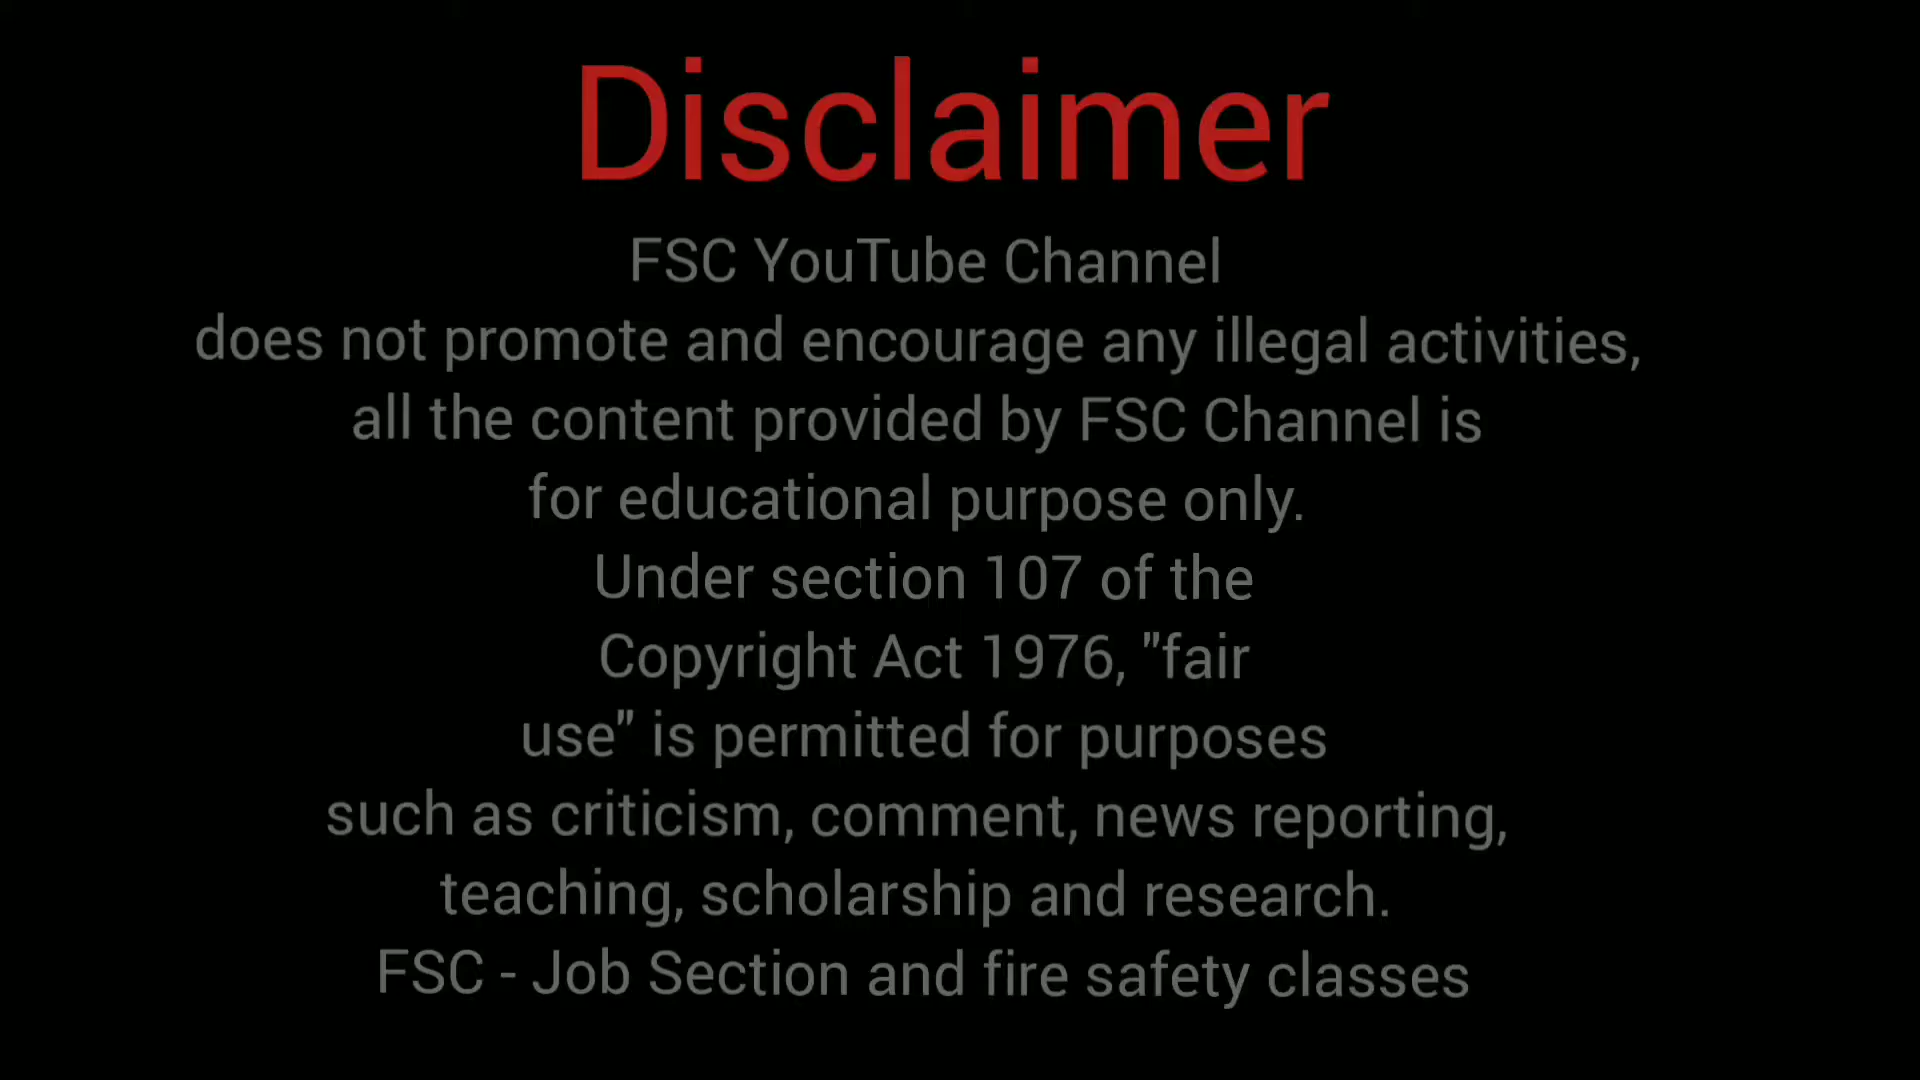 Disclaimer
FSC YouTube Channel
does not promote and encourage any illegal activities,
all the content provided by FSC Channel is
for educational purpose only.
Under section 107 of the
Copyright Act 1976, "fair
use" is permitted for purposes
such as criticism, comment, news reporting,
teaching, scholarship and research.
FSC - Job Section and fire safety classes